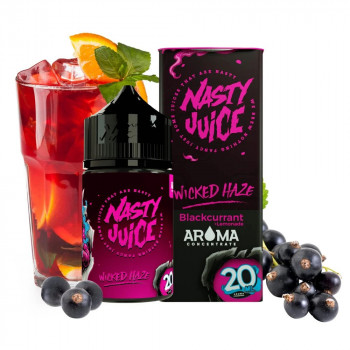 NASTY
JUICE
WICKED HAZE
Blackcurrant
Lemonade
AROMA
CONCENTRATE
20
NASTY
JUICE
WICKED HAZE
20